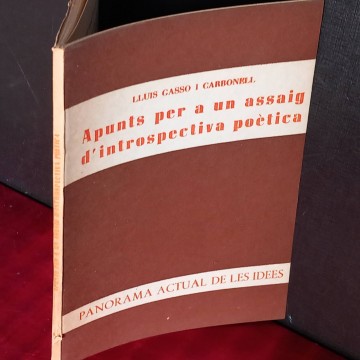 LLUIS GASSO I CARBONELL
Apunts per a un assaig
d'introspectiva poètica
PANORAMA ACTUAL DE LES IDEES